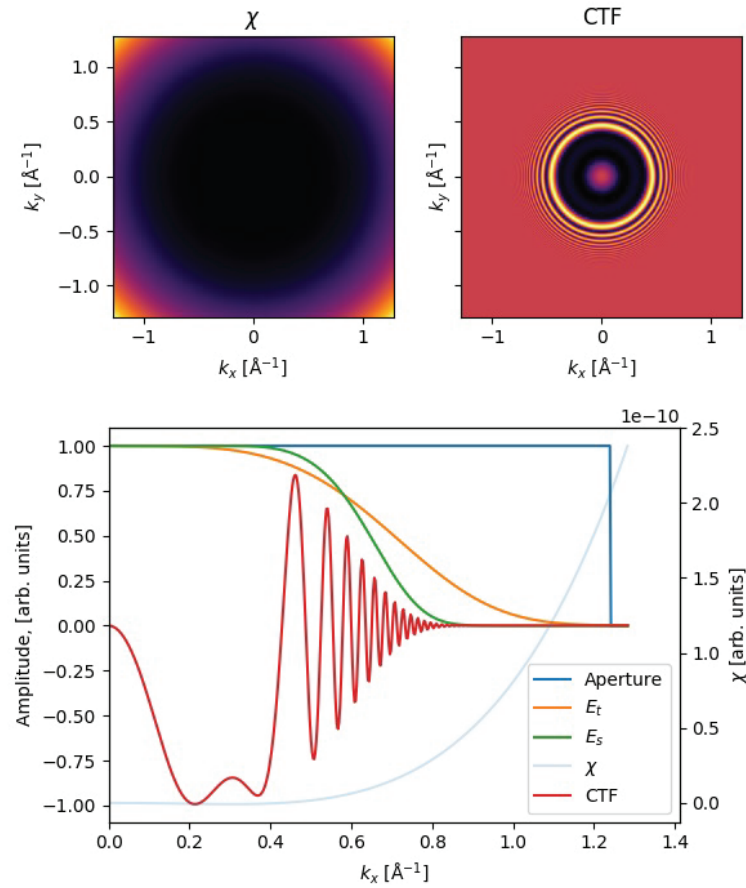 χ
CTF
1.0
0.5
0.0
−0.5
−1.0
k_y [Å⁻¹]
−1
0
1
k_x [Å⁻¹]
k_y [Å⁻¹]
−1
0
1
k_x [Å⁻¹]
1e−10
1.00
0.75
0.50
0.25
0.00
−0.25
−0.50
−0.75
−1.00
Amplitude, [arb. units]
2.5
2.0
1.5
1.0
0.5
0.0
χ [arb. units]
Aperture
E_t
E_s
χ
CTF
0.0
0.2
0.4
0.6
0.8
1.0
1.2
1.4
k_x [Å⁻¹]